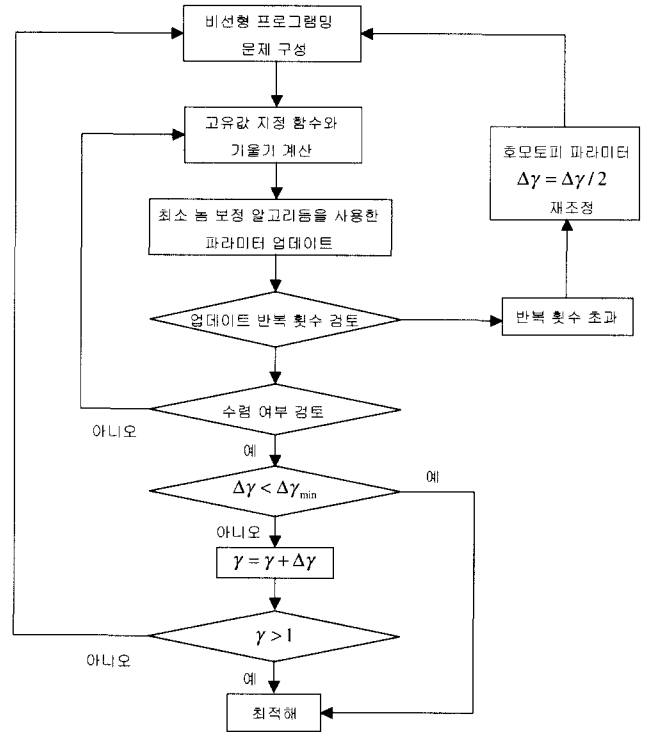 비선형 프로그래밍
문제 구성
고유값 지정 함수와
기울기 계산
호모토피 파라미터
Δγ = Δγ / 2
재조정
최소 놈 보정 알고리듬을 사용한
파라미터 업데이트
업데이트 반복 횟수 검토
반복 횟수 초과
수렴 여부 검토
아니오
예
Δγ < Δγmin
예
아니오
γ = γ + Δγ
γ > 1
아니오
예
최적해